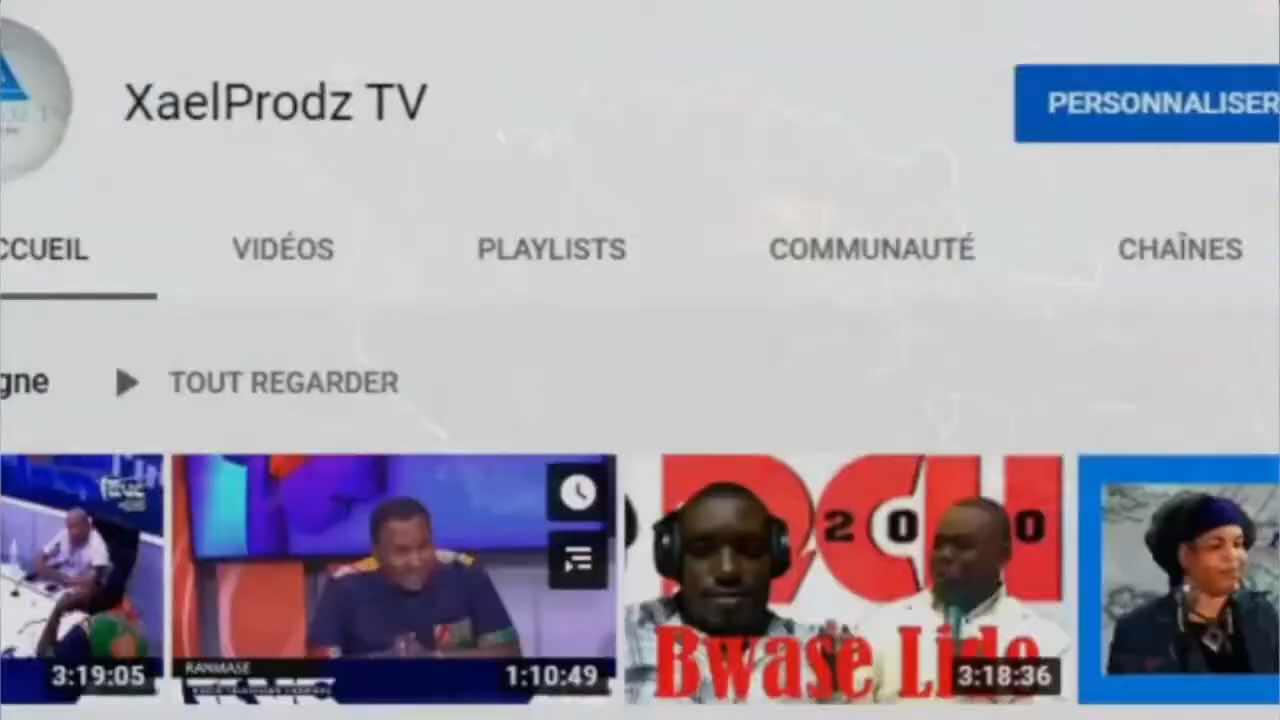 XaelProdz TV
PERSONNALISER
CCUEIL VIDÉOS PLAYLISTS COMMUNAUTÉ CHAÎNES
gne TOUT REGARDER
2 0 0
RANMASE
Bwase Lide
3:19:05 1:10:49 3:18:36